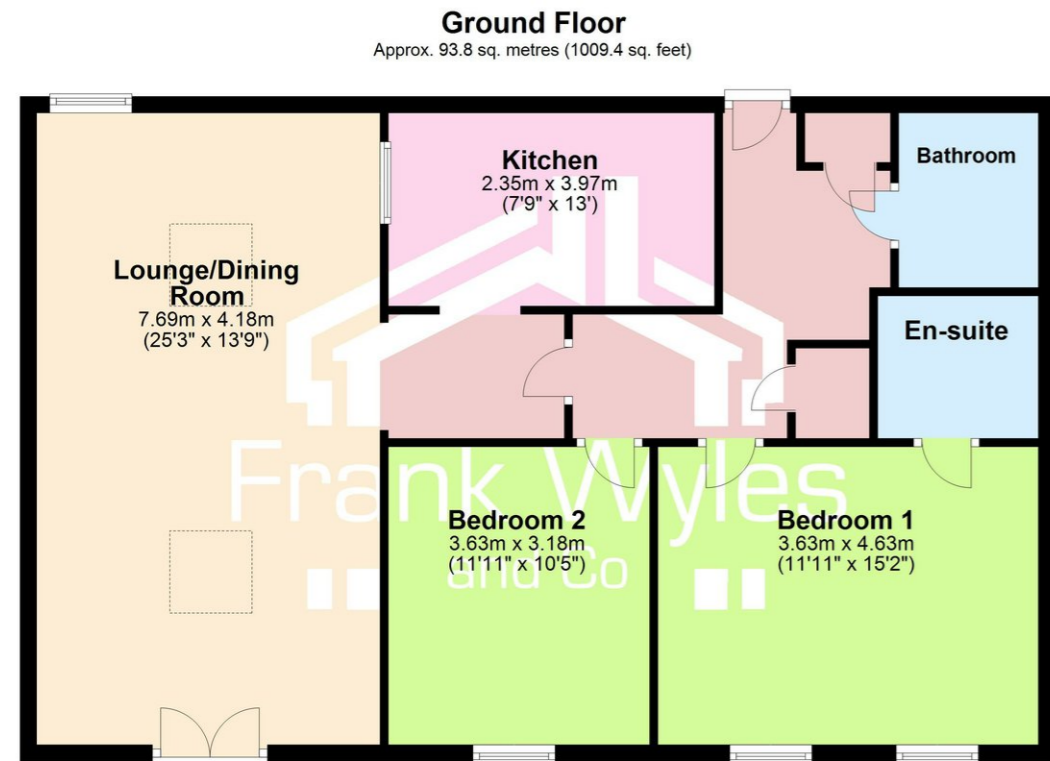 Ground Floor
Approx. 93.8 sq. metres (1009.4 sq. feet)
Kitchen
2.35m x 3.97m
(7'9" x 13')
Bathroom
Lounge/Dining
Room
7.69m x 4.18m
(25'3" x 13'9")
En-suite
Frank Wyles
and Co
Bedroom 2
3.63m x 3.18m
(11'11" x 10'5")
Bedroom 1
3.63m x 4.63m
(11'11" x 15'2")